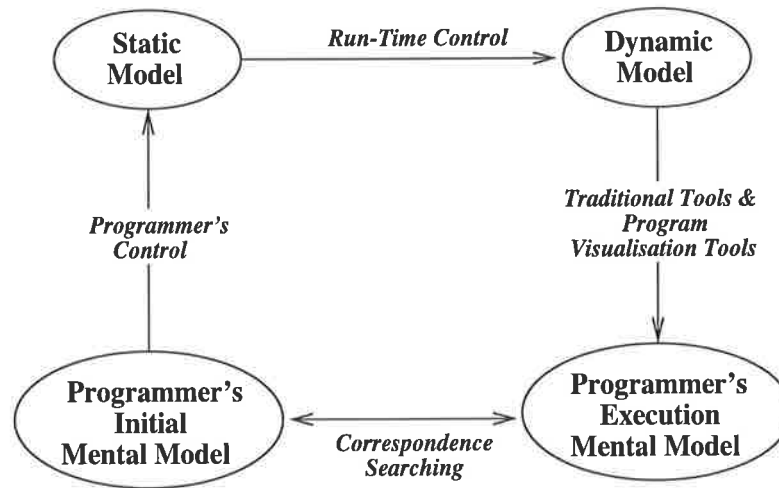 Static
Model
Run-Time Control
Dynamic
Model
Programmer's
Control
Traditional Tools &
Program
Visualisation Tools
Programmer's
Initial
Mental Model
Correspondence
Searching
Programmer's
Execution
Mental Model